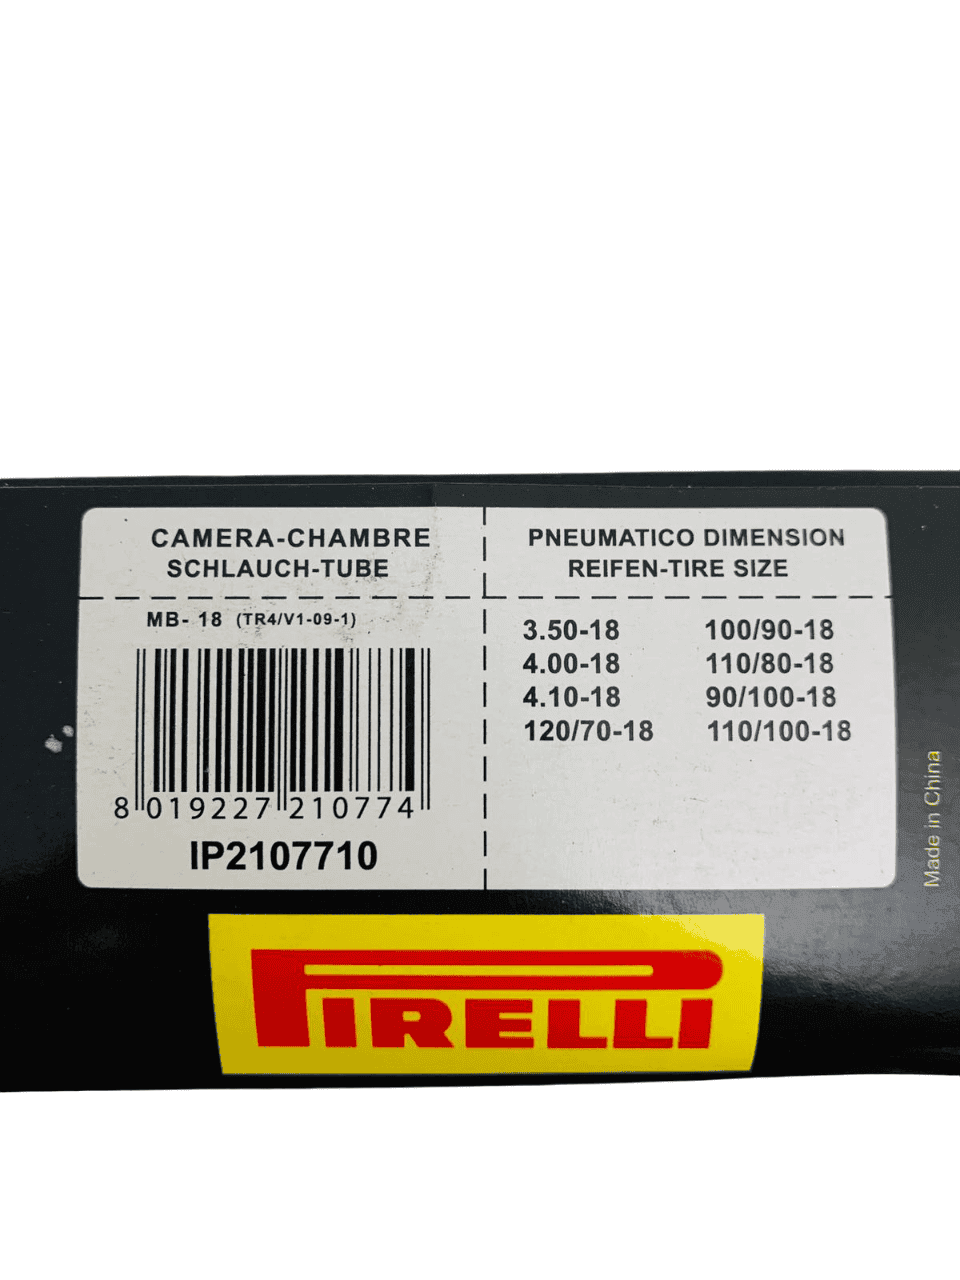 CAMERA-CHAMBRE
SCHLAUCH-TUBE
PNEUMATICO DIMENSION
REIFEN-TIRE SIZE
MB- 18 (TR4/V1-09-1)
8 019227 210774
IP2107710
3.50-18 100/90-18
4.00-18 110/80-18
4.10-18 90/100-18
120/70-18 110/100-18
Made in China
PIRELLI